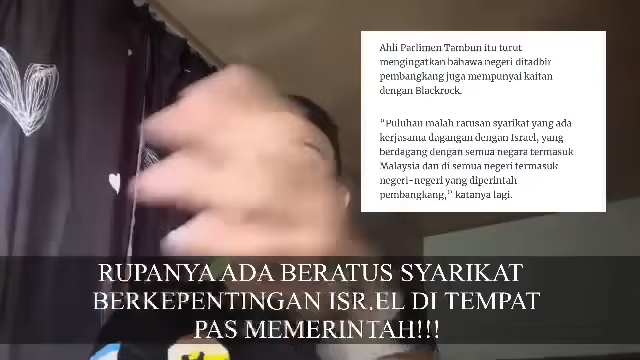 Ahli Parlimen Tambun itu turut
mengingatkan bahawa negeri ditadbir
pembangkang juga mempunyai kaitan
dengan Blackrock.
"Puluhan malah ratusan syarikat yang ada
kerjasama dagangan dengan Israel, yang
berdagang dengan semua negara termasuk
Malaysia dan di semua negeri termasuk
negeri-negeri yang diperintah
pembangkang," katanya lagi.
RUPANYA ADA BERATUS SYARIKAT
BERKEPENTINGAN ISR.EL DI TEMPAT
PAS MEMERINTAH!!!